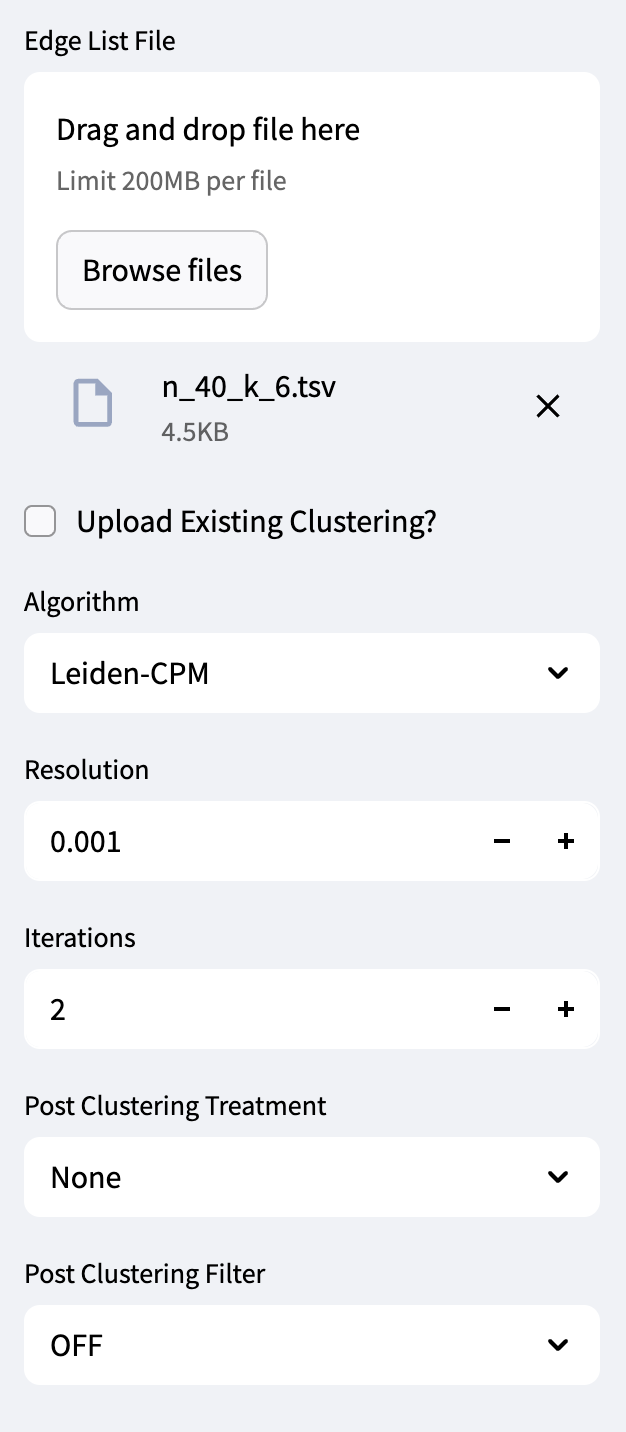 Edge List File
Drag and drop file here
Limit 200MB per file
Browse files
n_40_k_6.tsv
4.5KB
Upload Existing Clustering?
Algorithm
Leiden-CPM
Resolution
0.001
Iterations
2
Post Clustering Treatment
None
Post Clustering Filter
OFF